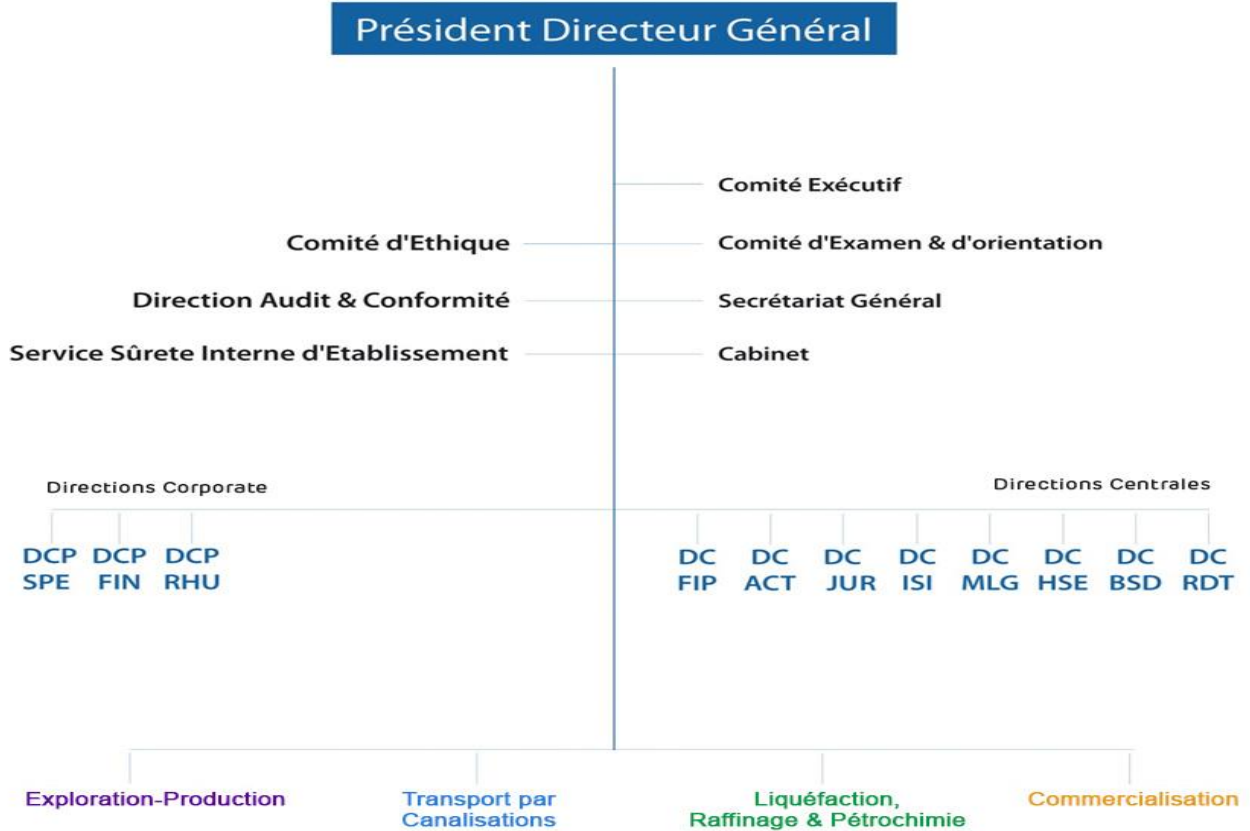 Président Directeur Général
Comité Exécutif
Comité d'Ethique
Comité d'Examen & d'orientation
Direction Audit & Conformité
Secrétariat Général
Service Sûrete Interne d'Etablissement
Cabinet
Directions Corporate
Directions Centrales
DCP SPE
DCP FIN
DCP RHU
DC FIP
DC ACT
DC JUR
DC ISI
DC MLG
DC HSE
DC BSD
DC RDT
Exploration-Production
Transport par
Canalisations
Liquéfaction,
Raffinage & Pétrochimie
Commercialisation